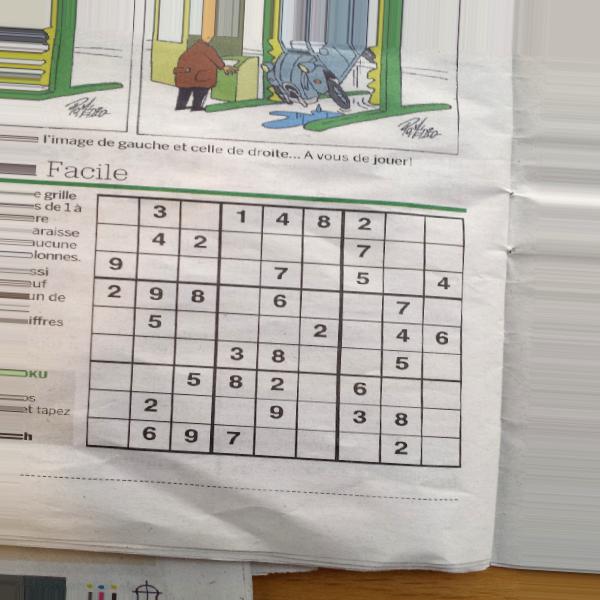 l'image de gauche et celle de droite... A vous de jouer!
Facile
e grille
s de 1 à
re
araisse
aucune
lonnes.
ssi
euf
un de
iffres
OKU
os
et tapez
h
3 1 4 8 2
4 2 7
9 7 5 4
2 9 8 6 7
5 2 4 6
3 8 5
5 8 2 6
2 9 3 8
6 9 7 2